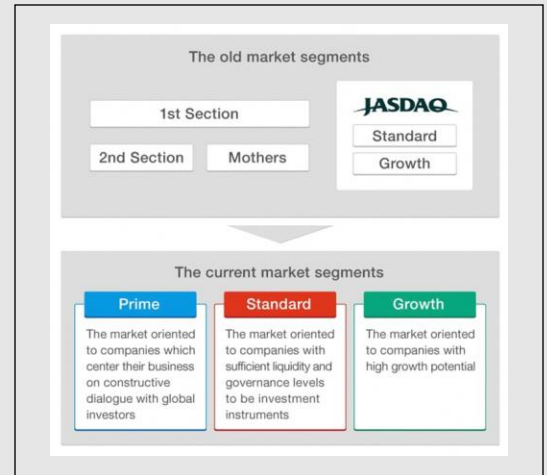 The old market segments
1st Section
2nd Section
Mothers
JASDAQ
Standard
Growth
The current market segments
Prime
The market oriented
to companies which
center their business
on constructive
dialogue with global
investors
Standard
The market oriented
to companies with
sufficient liquidity and
governance levels
to be investment
instruments
Growth
The market oriented
to companies with
high growth potential